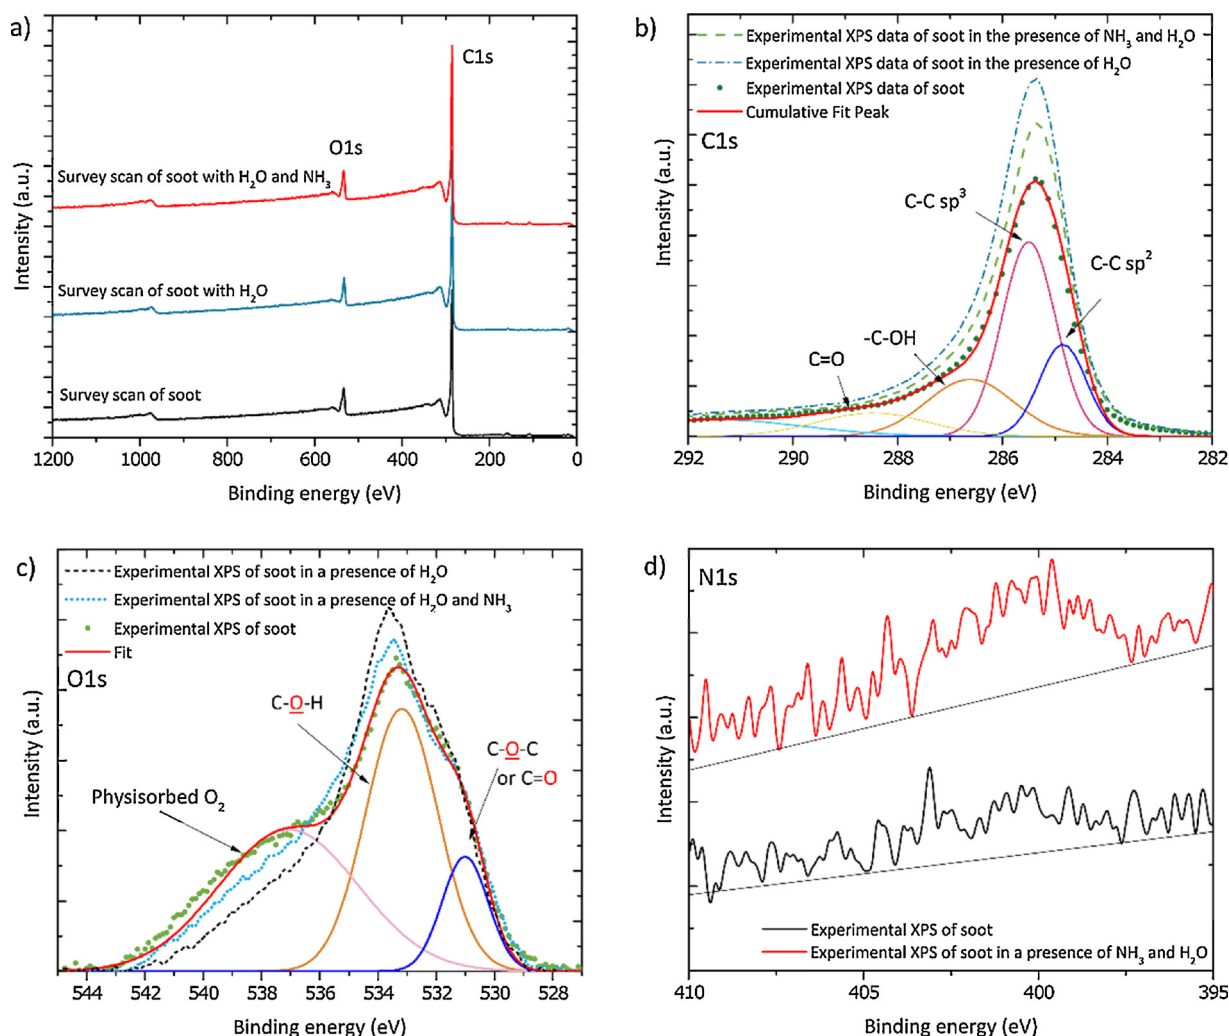 a)
C1s
O1s
Survey scan of soot with H₂O and NH₃
Survey scan of soot with H₂O
Survey scan of soot
Intensity (a.u.)
1200 1000 800 600 400 200 0
Binding energy (eV)
b)
Experimental XPS data of soot in the presence of NH₃ and H₂O
Experimental XPS data of soot in the presence of H₂O
Experimental XPS data of soot
Cumulative Fit Peak
C1s
C-C sp³
C-C sp²
-C-OH
C=O
Intensity (a.u.)
292 290 288 286 284 282
Binding energy (eV)
c)
Experimental XPS of soot in a presence of H₂O
Experimental XPS of soot in a presence of H₂O and NH₃
Experimental XPS of soot
Fit
O1s
C-O-H
C-O-C
or C=O
Physisorbed O₂
Intensity (a.u.)
544 542 540 538 536 534 532 530 528
Binding energy (eV)
d)
N1s
Intensity (a.u.)
Experimental XPS of soot
Experimental XPS of soot in a presence of NH₃ and H₂O
410 405 400 395
Binding energy (eV)